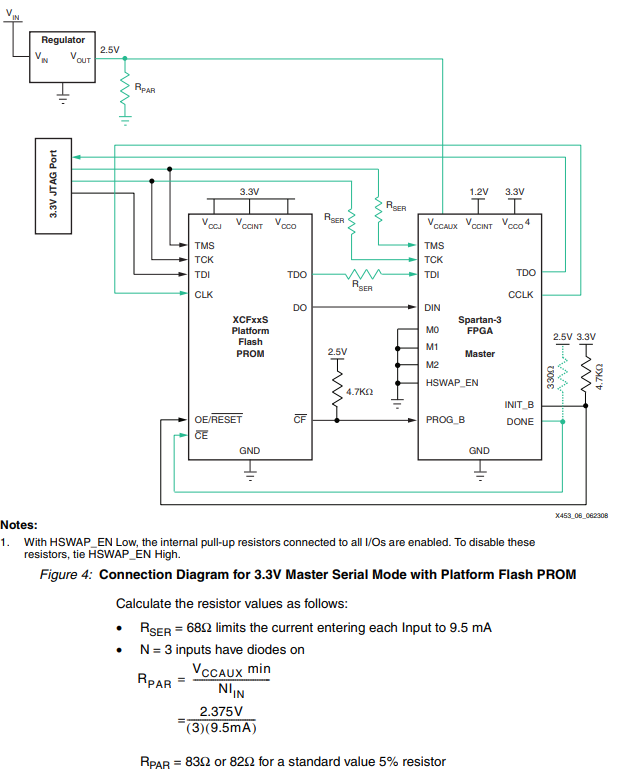 VIN
Regulator
VIN VOUT
2.5V
RPAR
3.3V JTAG Port
3.3V
1.2V 3.3V
RSER
RSER
VCCJ VCCINT VCCO
VCCAUX VCCINT VCCO 4
TMS
TCK
TDI
TDO
CLK
DO
XCFxxS
Platform
Flash
PROM
RSER
TMS
TCK
TDI
TDO
CCLK
DIN
M0
M1
M2
HSWAP_EN
Spartan-3
FPGA
Master
2.5V
4.7KΩ
2.5V 3.3V
330Ω
4.7KΩ
OE/RESET
CE
CF
GND
PROG_B
INIT_B
DONE
GND
X453_06_062308
Notes:
1. With HSWAP_EN Low, the internal pull-up resistors connected to all I/Os are enabled. To disable these
resistors, tie HSWAP_EN High.
Figure 4: Connection Diagram for 3.3V Master Serial Mode with Platform Flash PROM
Calculate the resistor values as follows:
• RSER = 68Ω limits the current entering each Input to 9.5 mA
• N = 3 inputs have diodes on
RPAR = VCCAUX min
NIIN
= 2.375V
(3)(9.5mA)
RPAR = 83Ω or 82Ω for a standard value 5% resistor